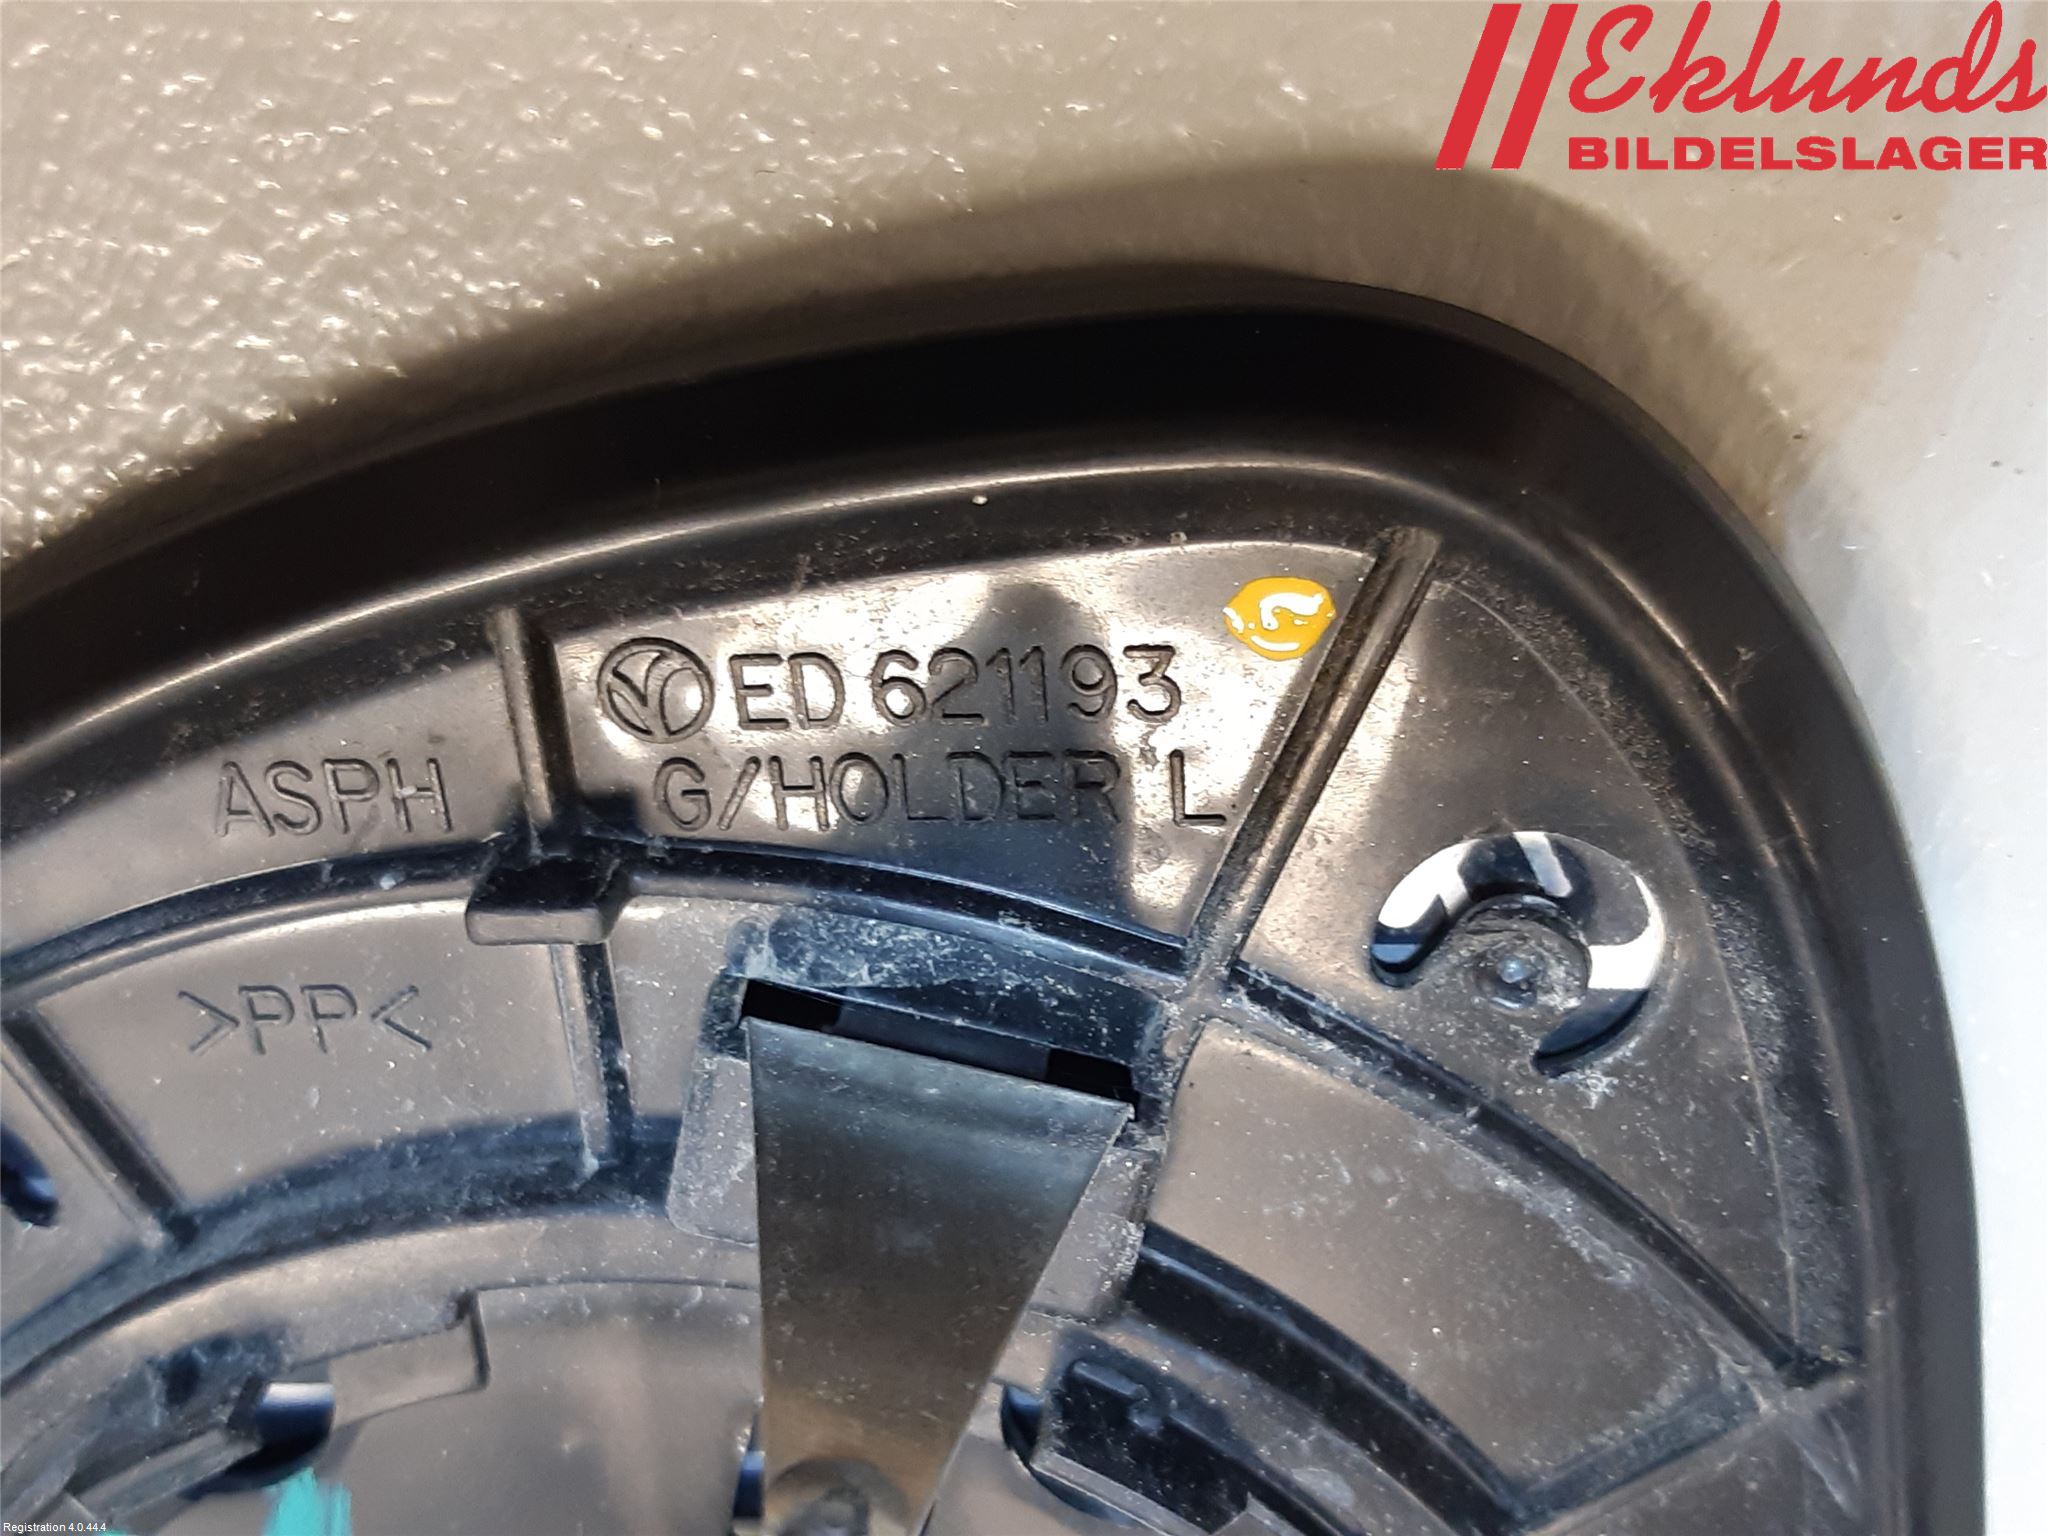 Eklunds
BILDELSLAGER
ED 621193
ASPH
G/HOLDER L
>PP<
Registration 4.0.44.4